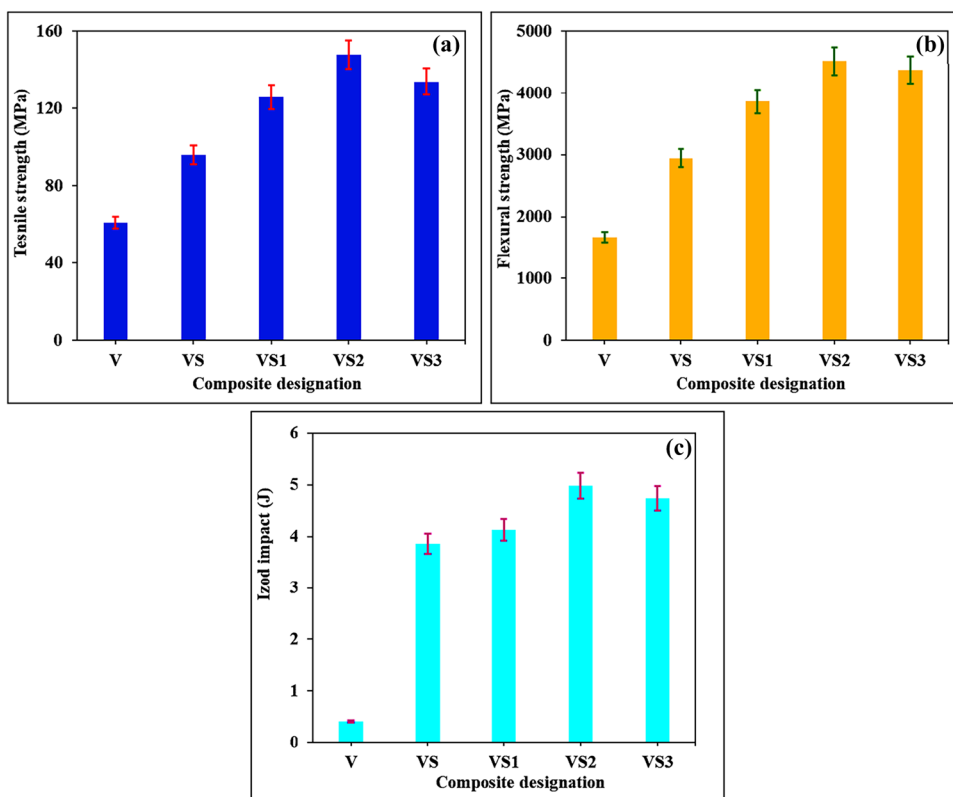 (a)
Tesnile strength (MPa)
160
120
80
40
0
V VS VS1 VS2 VS3
Composite designation
(b)
Flexural strength (MPa)
5000
4000
3000
2000
1000
0
V VS VS1 VS2 VS3
Composite designation
(c)
Izod impact (J)
6
5
4
3
2
1
0
V VS VS1 VS2 VS3
Composite designation